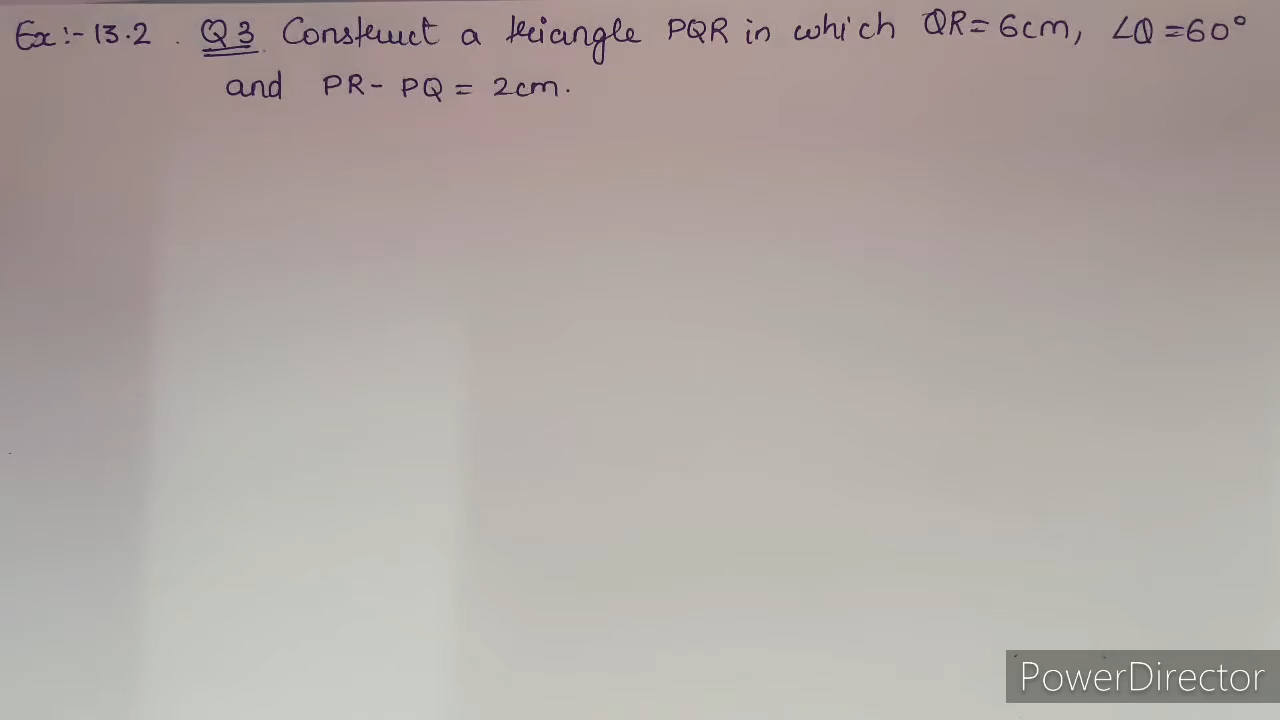 Ex:- 13.2 . Q3 Construct a triangle PQR in which QR = 6cm, ∠Q = 60°
and PR - PQ = 2cm.
PowerDirector